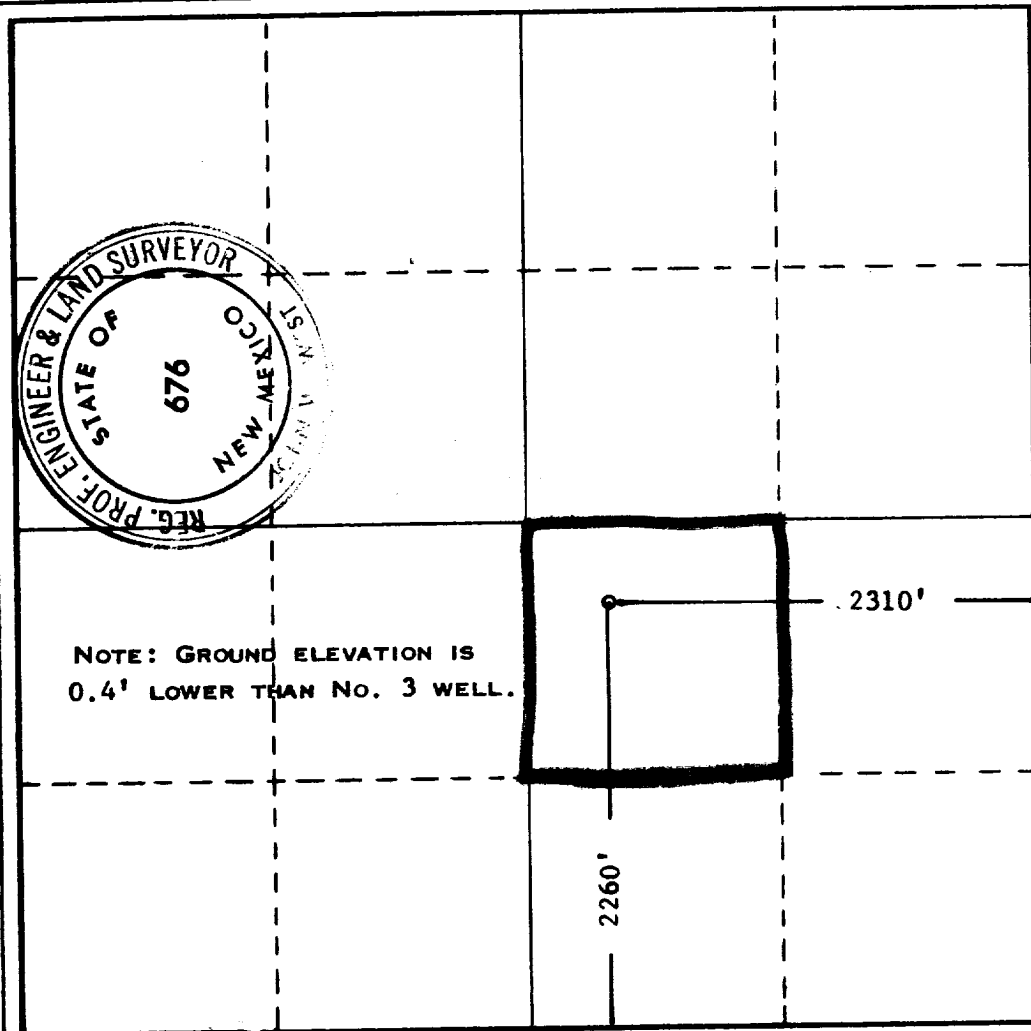 REG. PROF. ENGINEER & LAND SURVEYOR
STATE OF
NEW MEXICO
676
WEST
2310'
NOTE: GROUND ELEVATION IS
0.4' LOWER THAN No. 3 WELL.
2260'